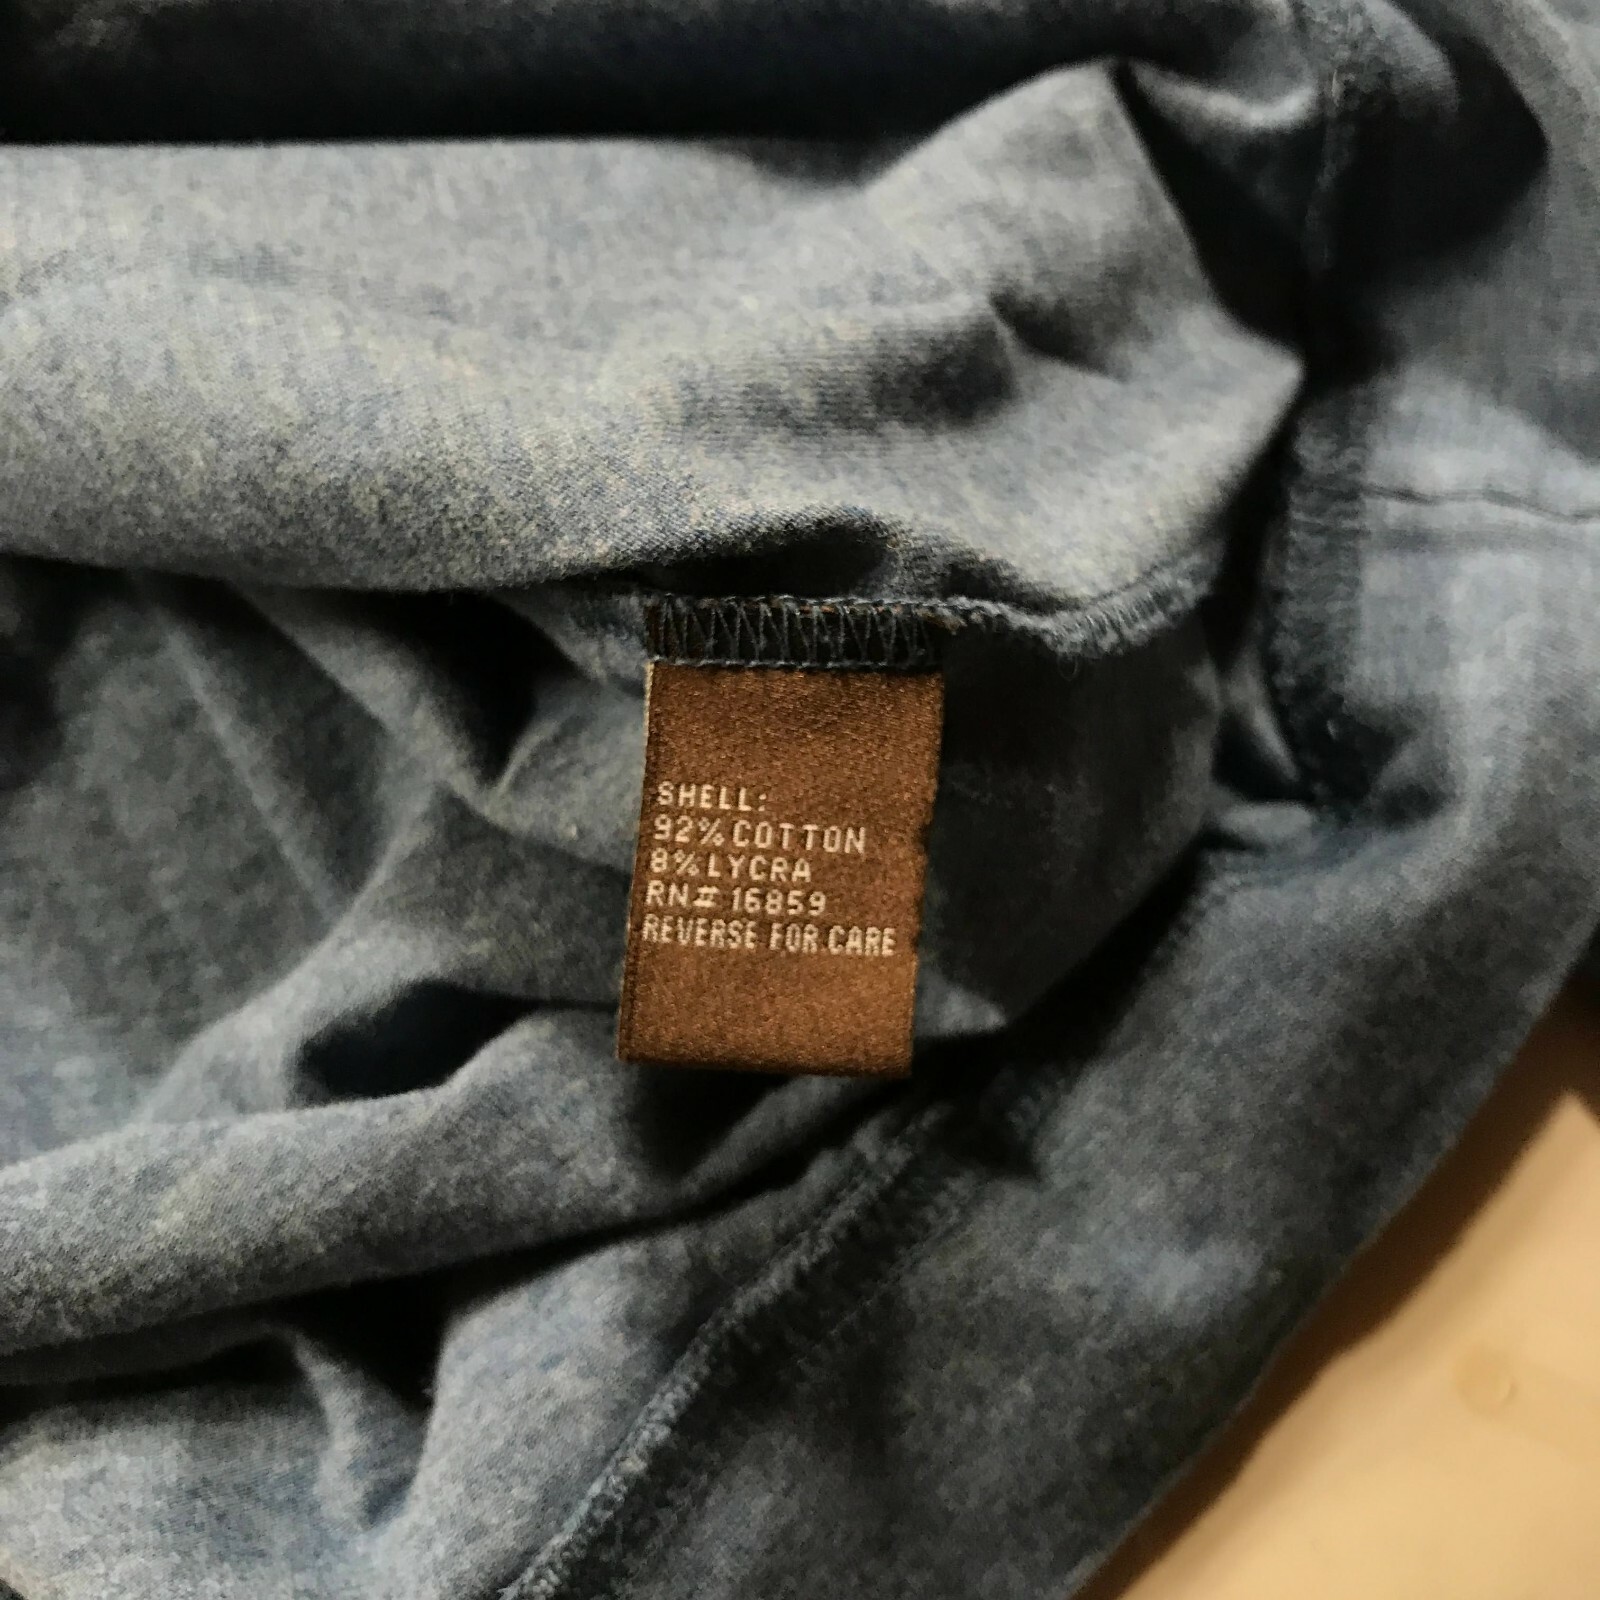 SHELL:
92% COTTON
8% LYCRA
RN# 16859
REVERSE FOR CARE